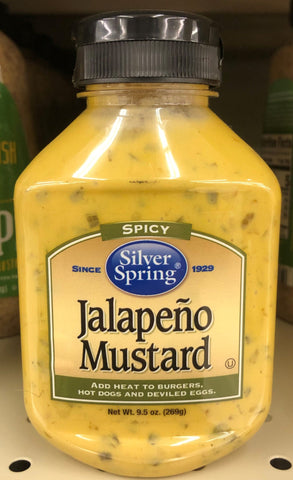 SPICY
Silver
Spring®
SINCE 1929
Jalapeño
Mustard
ADD HEAT TO BURGERS,
HOT DOGS AND DEVILED EGGS.
Net Wt. 9.5 oz. (269g)